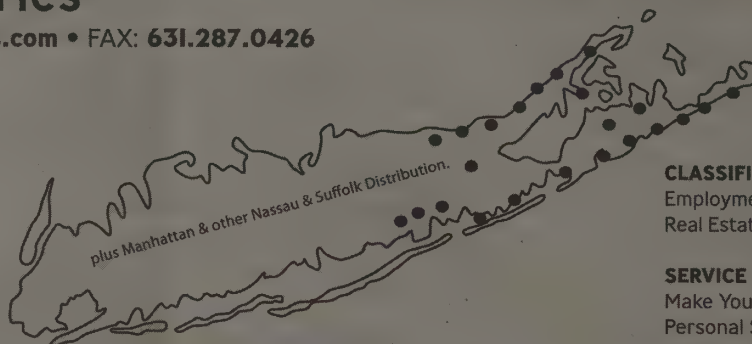 s.com • FAX: 631.287.0426
plus Manhattan & other Nassau & Suffolk Distribution.
CLASSIFI
Employme
Real Estat
SERVICE
Make You
Personal S